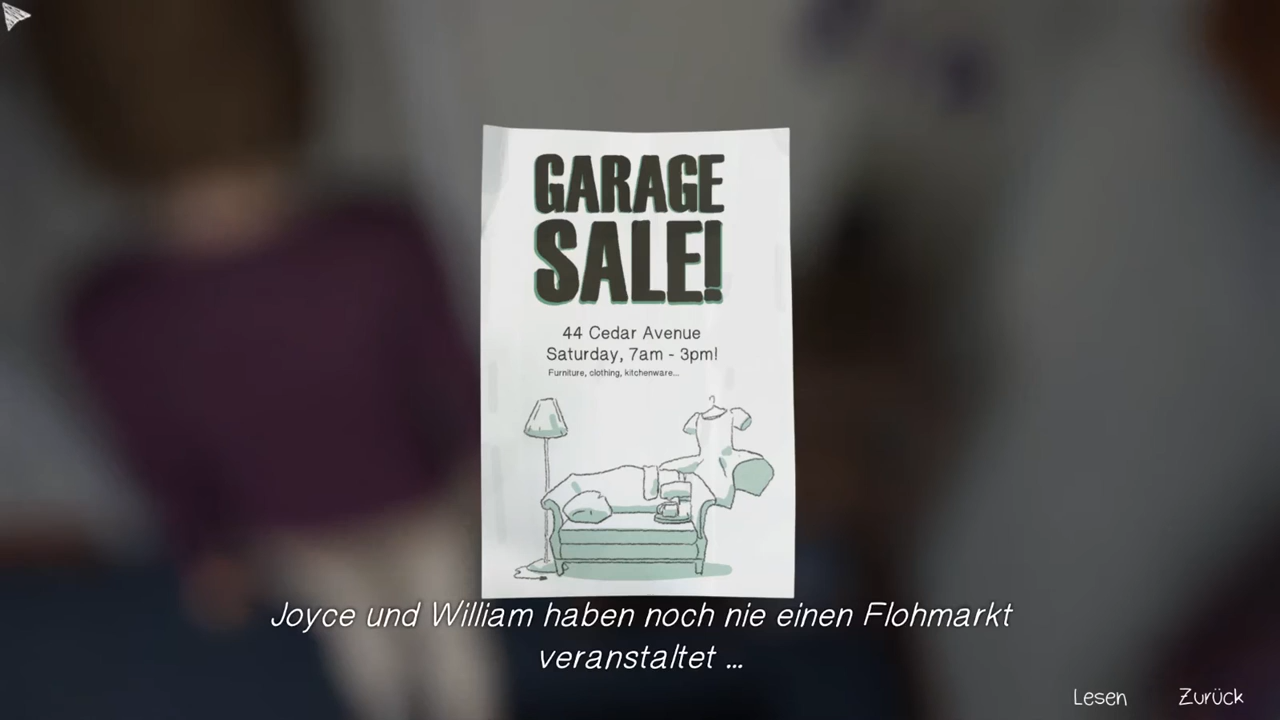 GARAGE
SALE!
44 Cedar Avenue
Saturday, 7am - 3pm!
Furniture, clothing, kitchenware...
Joyce und William haben noch nie einen Flohmarkt
veranstaltet ...
Lesen Zurück